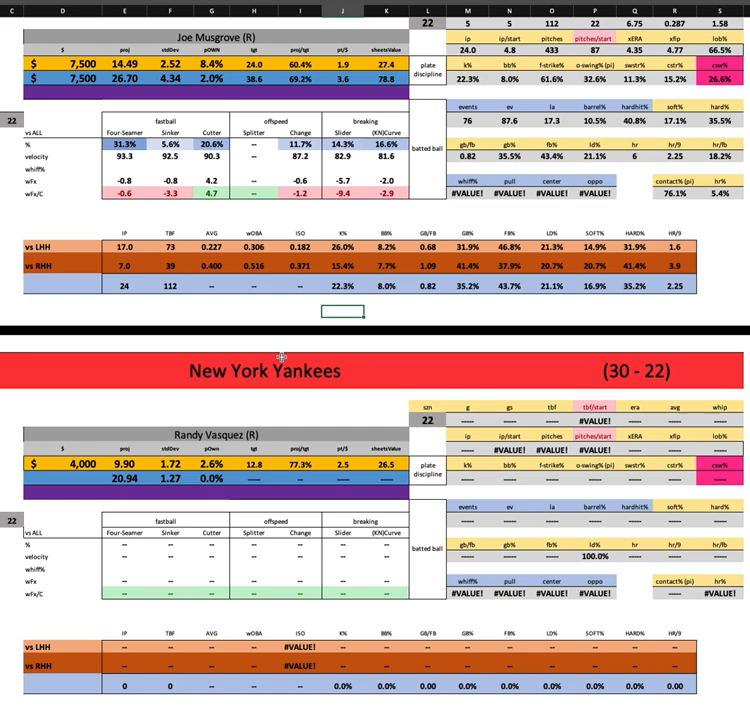 C D E F G H I J K L M N O P Q R S
22 5 5 112 22 6.75 0.287 1.58
Joe Musgrove (R) ip ip/start pitches pitches/start xERA xfip lob%
$ proj stdDev pOWN tgt proj/tgt pt/$ sheetsValue 24.0 4.8 433 87 4.35 4.77 66.5%
$ 7,500 14.49 2.52 8.4% 24.0 60.4% 1.9 27.4 plate discipline k% bb% f-strike% o-swing% (pi) swstr% cstr% csw%
$ 7,500 26.70 4.34 2.0% 38.6 69.2% 3.6 78.8 22.3% 8.0% 61.6% 32.6% 11.3% 15.2% 26.6%
events ev la barrel% hardhit% soft% hard%
22 fastball offspeed breaking 76 87.6 17.3 10.5% 40.8% 17.1% 35.5%
vs ALL Four-Seamer Sinker Cutter Splitter Change Slider (KN)Curve
% 31.3% 5.6% 20.6% -- 11.7% 14.3% 16.6% batted ball gb/fb gb% fb% ld% hr hr/9 hr/fb
velocity 93.3 92.5 90.3 -- 87.2 82.9 81.6 0.82 35.5% 43.4% 21.1% 6 2.25 18.2%
whiff%
wFx -0.8 -0.8 4.2 -0.6 -5.7 -2.0 whiff% pull center oppo contact% (pi) hr%
wFx/C -0.6 -3.3 4.7 -- -1.2 -9.4 -2.9 #VALUE! #VALUE! #VALUE! #VALUE! 76.1% 5.4%
IP TBF AVG wOBA ISO K% BB% GB/FB GB% FB% LD% SOFT% HARD% HR/9
vs LHH 17.0 73 0.227 0.306 0.182 26.0% 8.2% 0.68 31.9% 46.8% 21.3% 14.9% 31.9% 1.6
vs RHH 7.0 39 0.400 0.516 0.371 15.4% 7.7% 1.09 41.4% 37.9% 20.7% 20.7% 41.4% 3.9
24 112 -- -- -- 22.3% 8.0% 0.82 35.2% 43.7% 21.1% 16.9% 35.2% 2.25
New York Yankees (30 - 22)
szn g gs tbf tbf/start era avg whip
22 ----- ----- ----- #VALUE! ----- ----- -----
Randy Vasquez (R) ip ip/start pitches pitches/start xERA xfip lob%
$ proj stdDev pOwn tgt proj/tgt pt/$ sheetsValue ----- #VALUE! #VALUE! #VALUE! ----- ----- -----
$ 4,000 9.90 1.72 2.6% 12.8 77.3% 2.5 26.5 plate discipline k% bb% f-strike% o-swing% (pi) swstr% cstr% csw%
20.94 1.27 0.0% ----- ----- ----- ----- ----- ----- ----- ----- ----- ----- -----
events ev la barrel% hardhit% soft% hard%
22 fastball offspeed breaking ----- ----- ----- ----- ----- ----- -----
vs ALL Four-Seamer Sinker Cutter Splitter Change Slider (KN)Curve
% -- -- -- -- -- -- -- batted ball gb/fb gb% fb% ld% hr hr/9 hr/fb
velocity -- -- -- -- -- -- -- ----- ----- ----- 100.0% ----- ----- -----
whiff%
wFx -- -- -- -- -- -- whiff% pull center oppo contact% (pi) hr%
wFx/C -- -- -- -- -- -- -- #VALUE! #VALUE! #VALUE! #VALUE! ----- #VALUE!
IP TBF AVG wOBA ISO K% BB% GB/FB GB% FB% LD% SOFT% HARD% HR/9
vs LHH -- -- -- -- #VALUE! -- -- -- -- -- -- -- -- --
vs RHH -- -- -- -- #VALUE! -- -- -- -- -- -- -- -- --
0 0 -- -- -- 0.0% 0.0% 0.00 0.0% 0.0% 0.0% 0.0% 0.0% 0.00